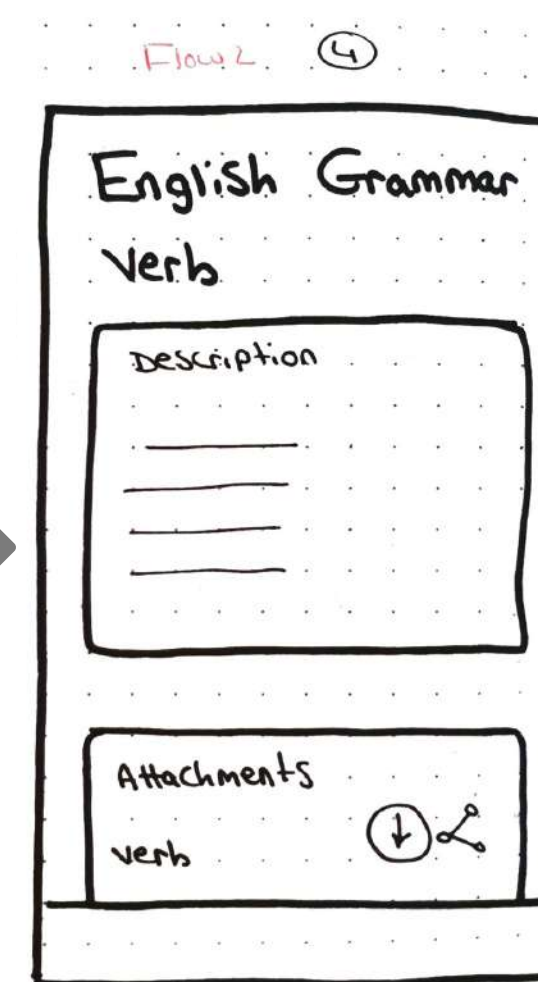 Flow 2. 4
English Grammar
Verb
Description
Attachments
verb